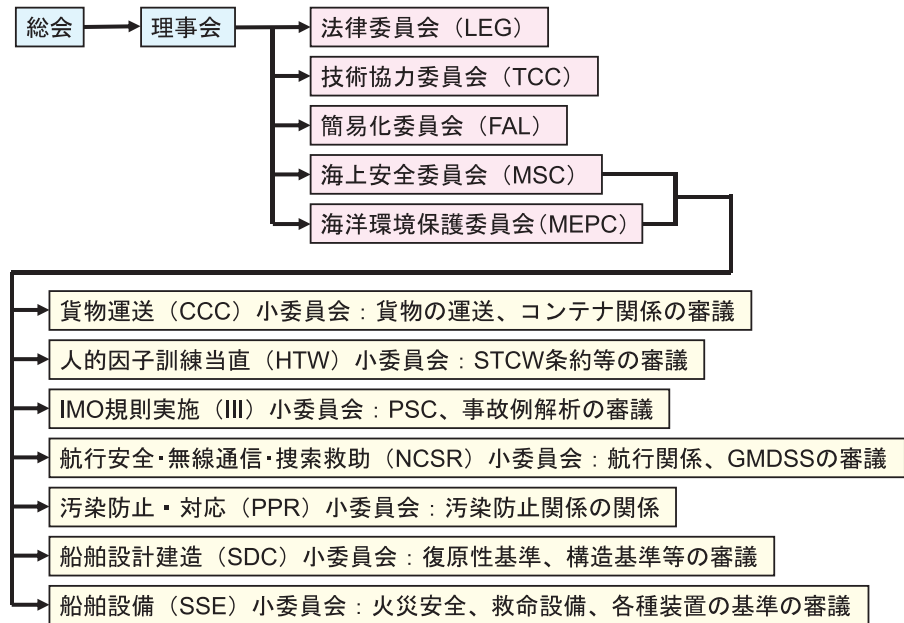 総会
理事会
法律委員会（LEG）
技術協力委員会（TCC）
簡易化委員会（FAL）
海上安全委員会（MSC）
海洋環境保護委員会（MEPC）
貨物運送（CCC）小委員会：貨物の運送、コンテナ関係の審議
人的因子訓練当直（HTW）小委員会：STCW条約等の審議
IMO規則実施（III）小委員会：PSC、事故例解析の審議
航行安全・無線通信・捜索救助（NCSR）小委員会：航行関係、GMDSSの審議
汚染防止・対応（PPR）小委員会：汚染防止関係の関係
船舶設計建造（SDC）小委員会：復原性基準、構造基準等の審議
船舶設備（SSE）小委員会：火災安全、救命設備、各種装置の基準の審議